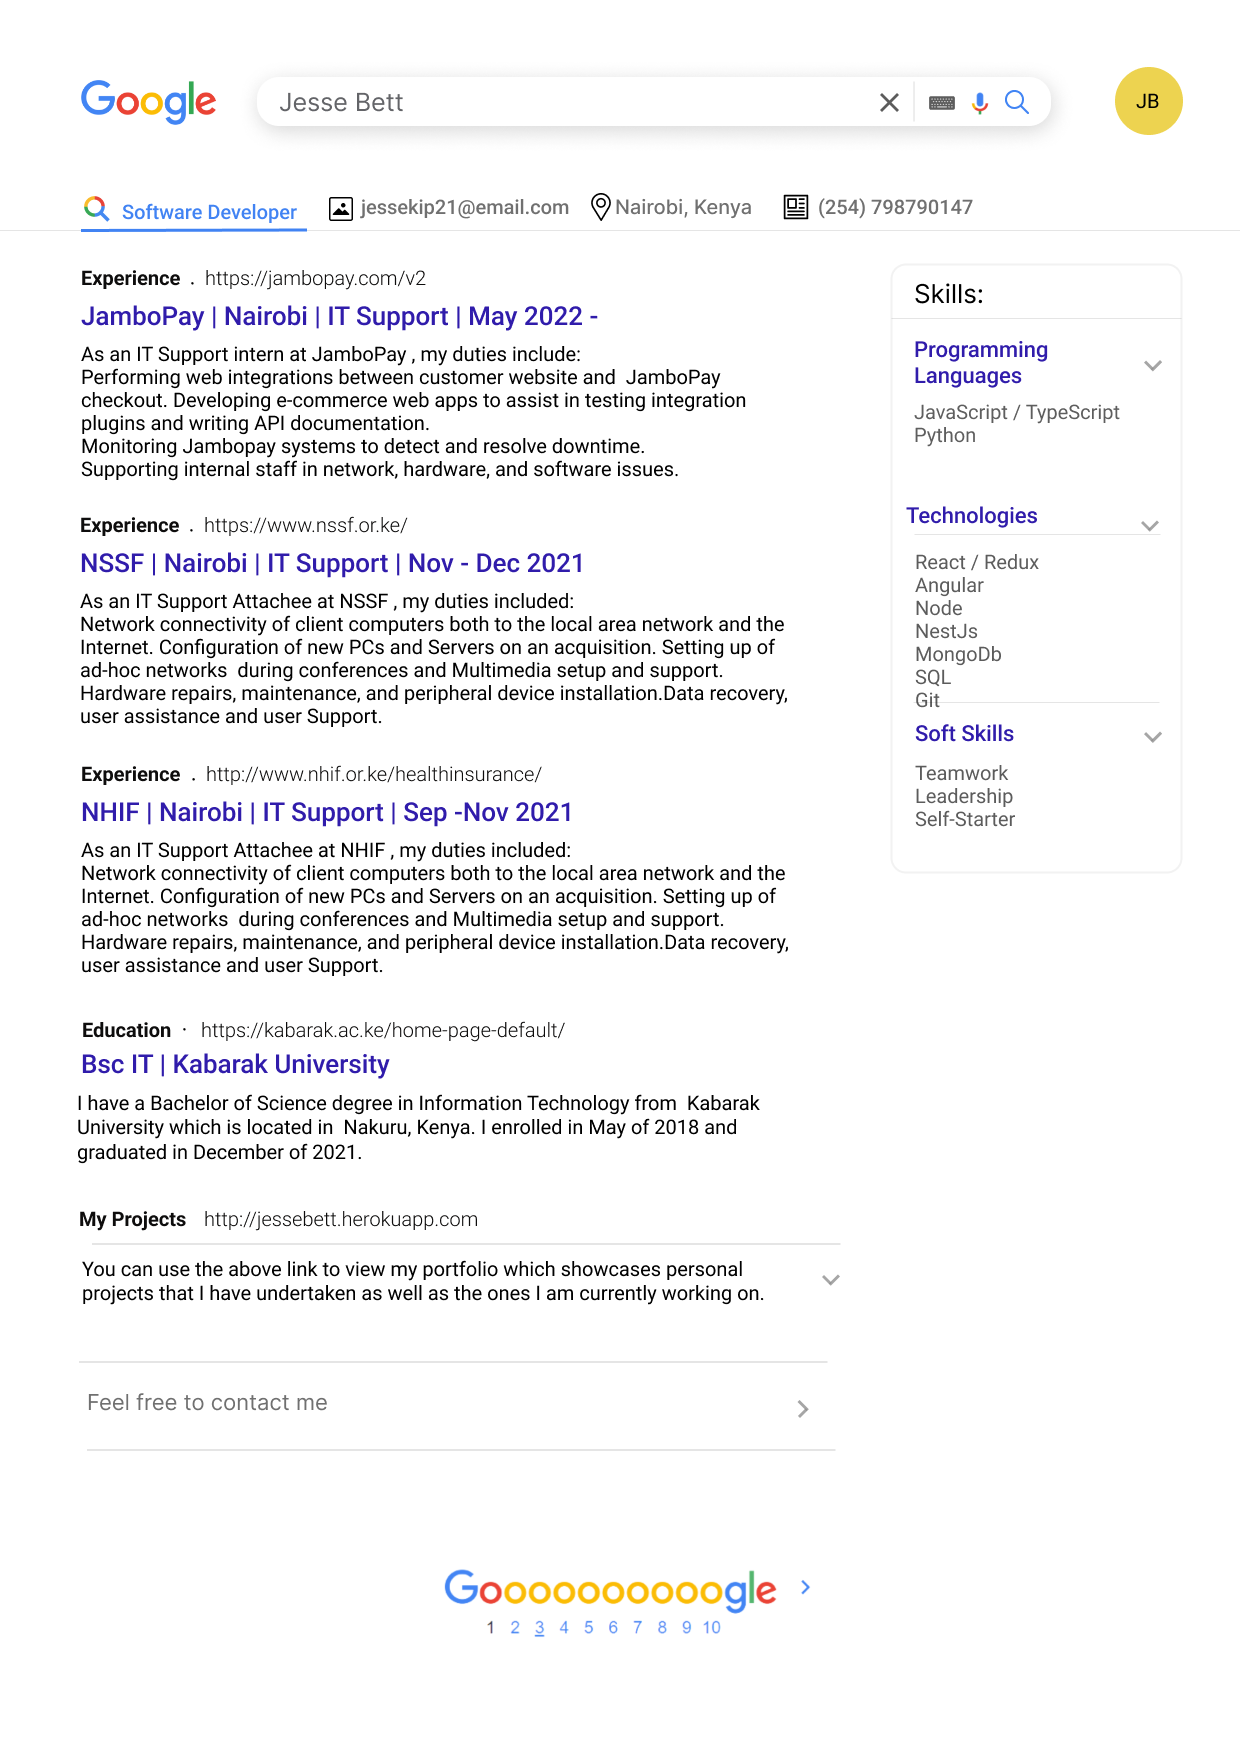 Google
Jesse Bett
JB
Software Developer
jessekip21@email.com
Nairobi, Kenya
(254) 798790147
Experience . https://jambopay.com/v2
JamboPay | Nairobi | IT Support | May 2022 -
As an IT Support intern at JamboPay , my duties include:
Performing web integrations between customer website and  JamboPay
checkout. Developing e-commerce web apps to assist in testing integration
plugins and writing API documentation.
Monitoring Jambopay systems to detect and resolve downtime.
Supporting internal staff in network, hardware, and software issues.
Experience . https://www.nssf.or.ke/
NSSF | Nairobi | IT Support | Nov - Dec 2021
As an IT Support Attachee at NSSF , my duties included:
Network connectivity of client computers both to the local area network and the
Internet. Configuration of new PCs and Servers on an acquisition. Setting up of
ad-hoc networks  during conferences and Multimedia setup and support.
Hardware repairs, maintenance, and peripheral device installation.Data recovery,
user assistance and user Support.
Experience . http://www.nhif.or.ke/healthinsurance/
NHIF | Nairobi | IT Support | Sep -Nov 2021
As an IT Support Attachee at NHIF , my duties included:
Network connectivity of client computers both to the local area network and the
Internet. Configuration of new PCs and Servers on an acquisition. Setting up of
ad-hoc networks  during conferences and Multimedia setup and support.
Hardware repairs, maintenance, and peripheral device installation.Data recovery,
user assistance and user Support.
Education · https://kabarak.ac.ke/home-page-default/
Bsc IT | Kabarak University
I have a Bachelor of Science degree in Information Technology from  Kabarak
University which is located in  Nakuru, Kenya. I enrolled in May of 2018 and
graduated in December of 2021.
My Projects http://jessebett.herokuapp.com
You can use the above link to view my portfolio which showcases personal
projects that I have undertaken as well as the ones I am currently working on.
Feel free to contact me
Skills:
Programming
Languages
JavaScript / TypeScript
Python
Technologies
React / Redux
Angular
Node
NestJs
MongoDb
SQL
Git
Soft Skills
Teamwork
Leadership
Self-Starter
Goooooooooogle
1 2 3 4 5 6 7 8 9 10